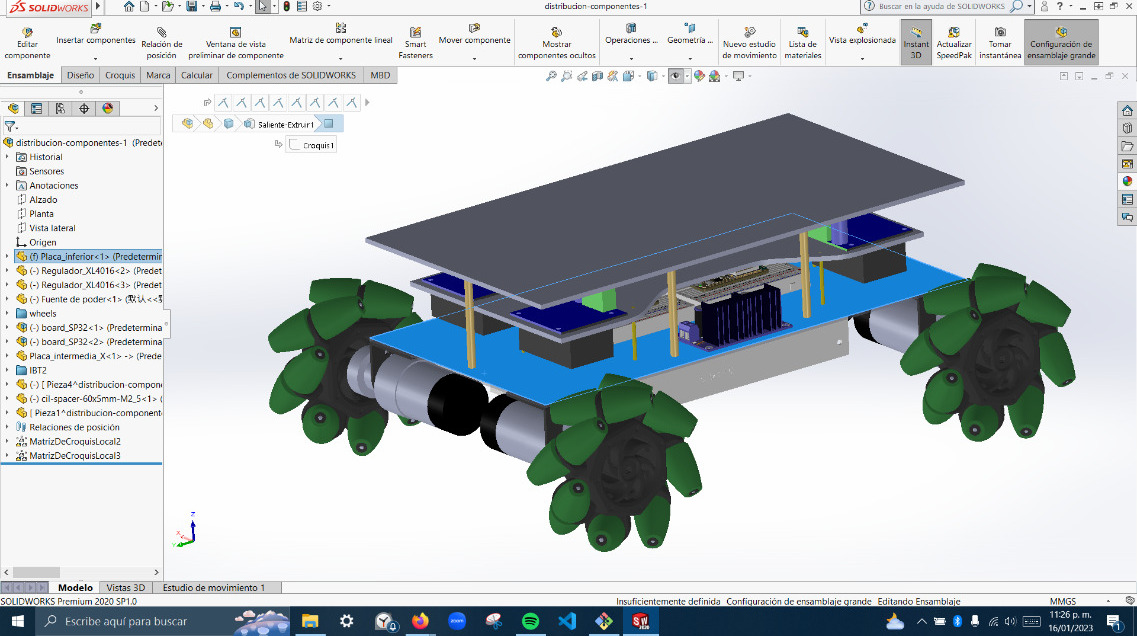 SOLIDWORKS
distribucion-componentes-1
Buscar en la ayuda de SOLIDWORKS
Editar componente
Insertar componentes
Relación de posición
Ventana de vista preliminar de componente
Matriz de componente lineal
Smart Fasteners
Mover componente
Mostrar componentes ocultos
Operaciones ...
Geometría ...
Nuevo estudio de movimiento
Lista de materiales
Vista explosionada
Instant 3D
Actualizar SpeedPak
Tomar instantánea
Configuración de ensamblaje grande
Ensamblaje
Diseño
Croquis
Marca
Calcular
Complementos de SOLIDWORKS
MBD
Saliente-Extruir1
Croquis1
distribucion-componentes-1 (Predeter
Historial
Sensores
Anotaciones
Alzado
Planta
Vista lateral
Origen
(f) Placa_inferior<1> (Predetermin
(-) Regulador_XL4016<2> (Predet
(-) Regulador_XL4016<3> (Predet
(-) Fuente de poder<1> (默认<<
wheels
(-) board_SP32<1> (Predetermina
(-) board_SP32<2> (Predetermina
Placa_intermedia_X<1> -> (Prede
IBT2
(-) [ Pieza4^distribucion-compone
(-) cil-spacer-60x5mm-M2_5<1> (
[ Pieza1^distribucion-component
Relaciones de posición
MatrizDeCroquisLocal2
MatrizDeCroquisLocal3
Z
X
Y
Modelo
Vistas 3D
Estudio de movimiento 1
SOLIDWORKS Premium 2020 SP1.0
Insuficientemente definida
Configuración de ensamblaje grande
Editando Ensamblaje
MMGS
Escribe aquí para buscar
zoom
SW
2020
11:26 p. m.
16/01/2023
1